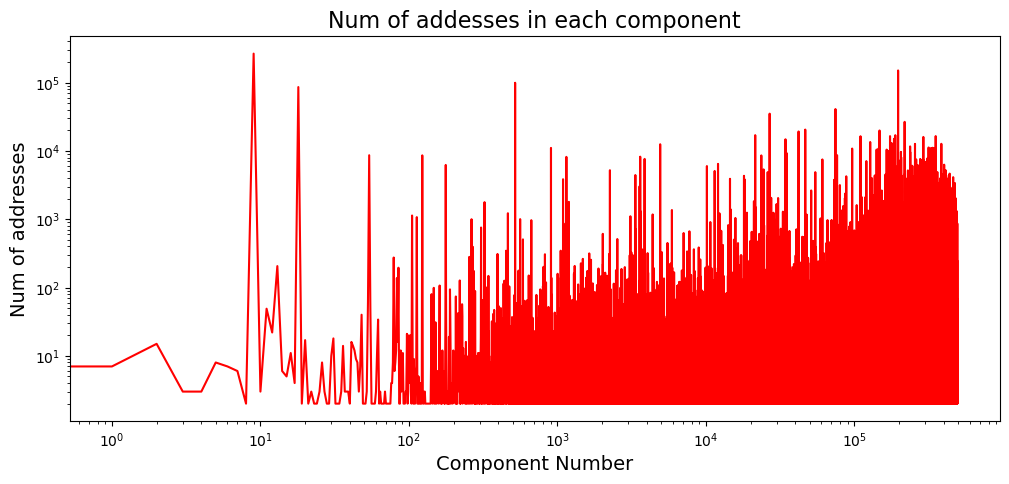 Num of addesses in each component
Num of addresses
10^5
10^4
10^3
10^2
10^1
10^0 10^1 10^2 10^3 10^4 10^5
Component Number